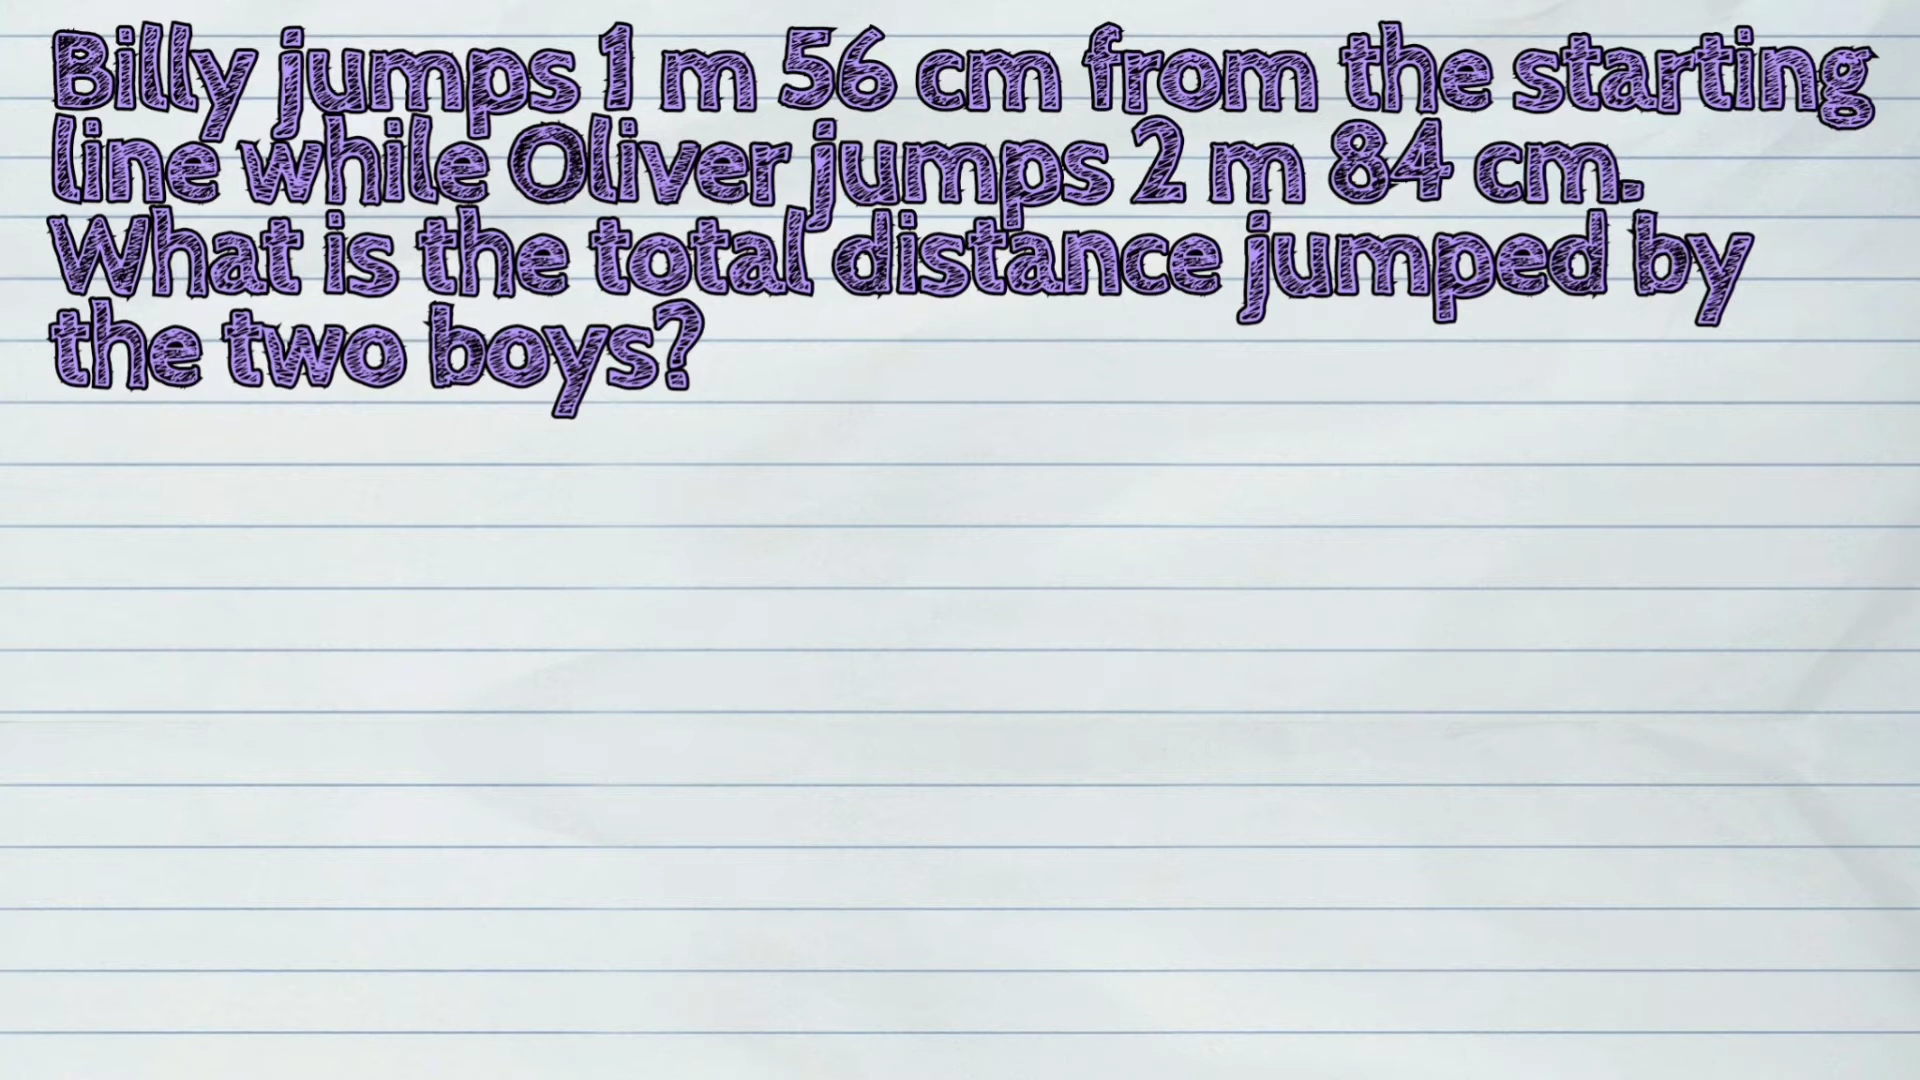 Billy jumps 1 m 56 cm from the starting
line while Oliver jumps 2 m 84 cm.
What is the total distance jumped by
the two boys?